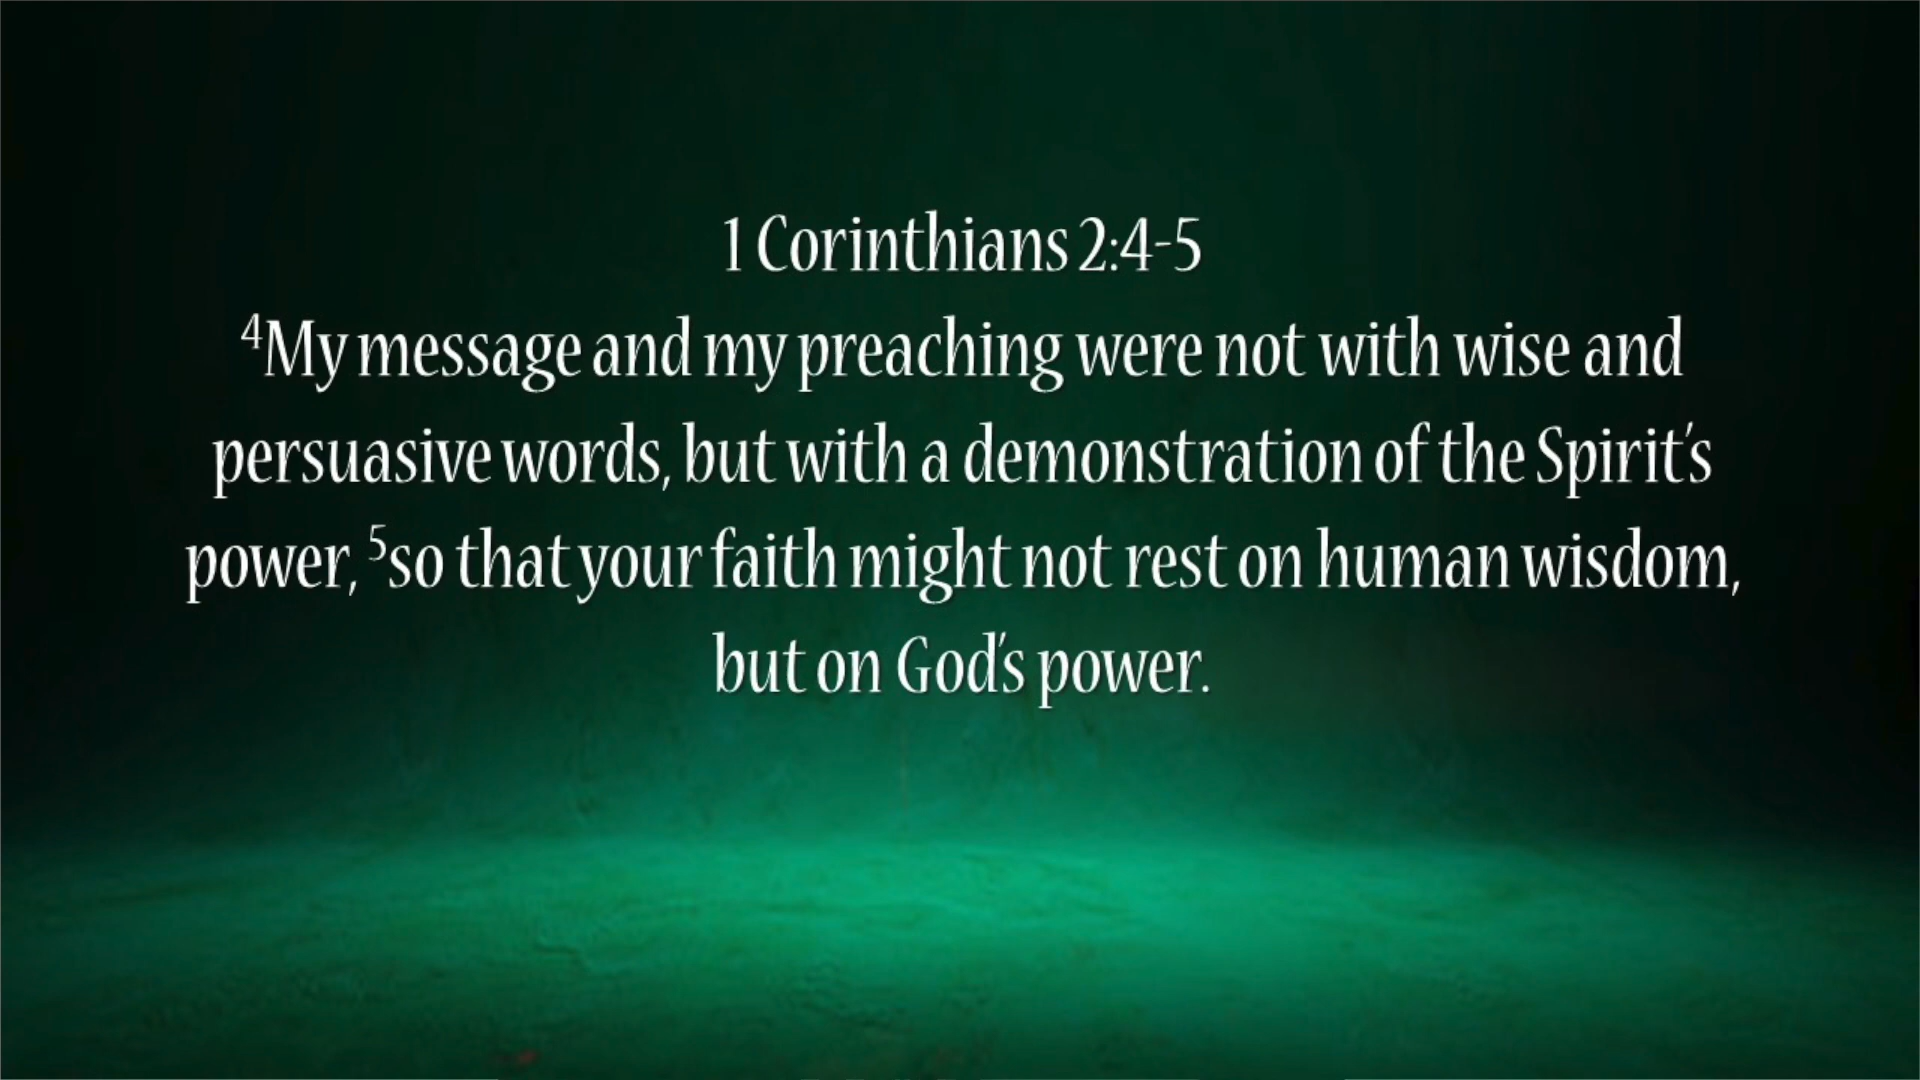 1 Corinthians 2:4-5
⁴My message and my preaching were not with wise and
persuasive words, but with a demonstration of the Spirit's
power, ⁵so that your faith might not rest on human wisdom,
but on God's power.